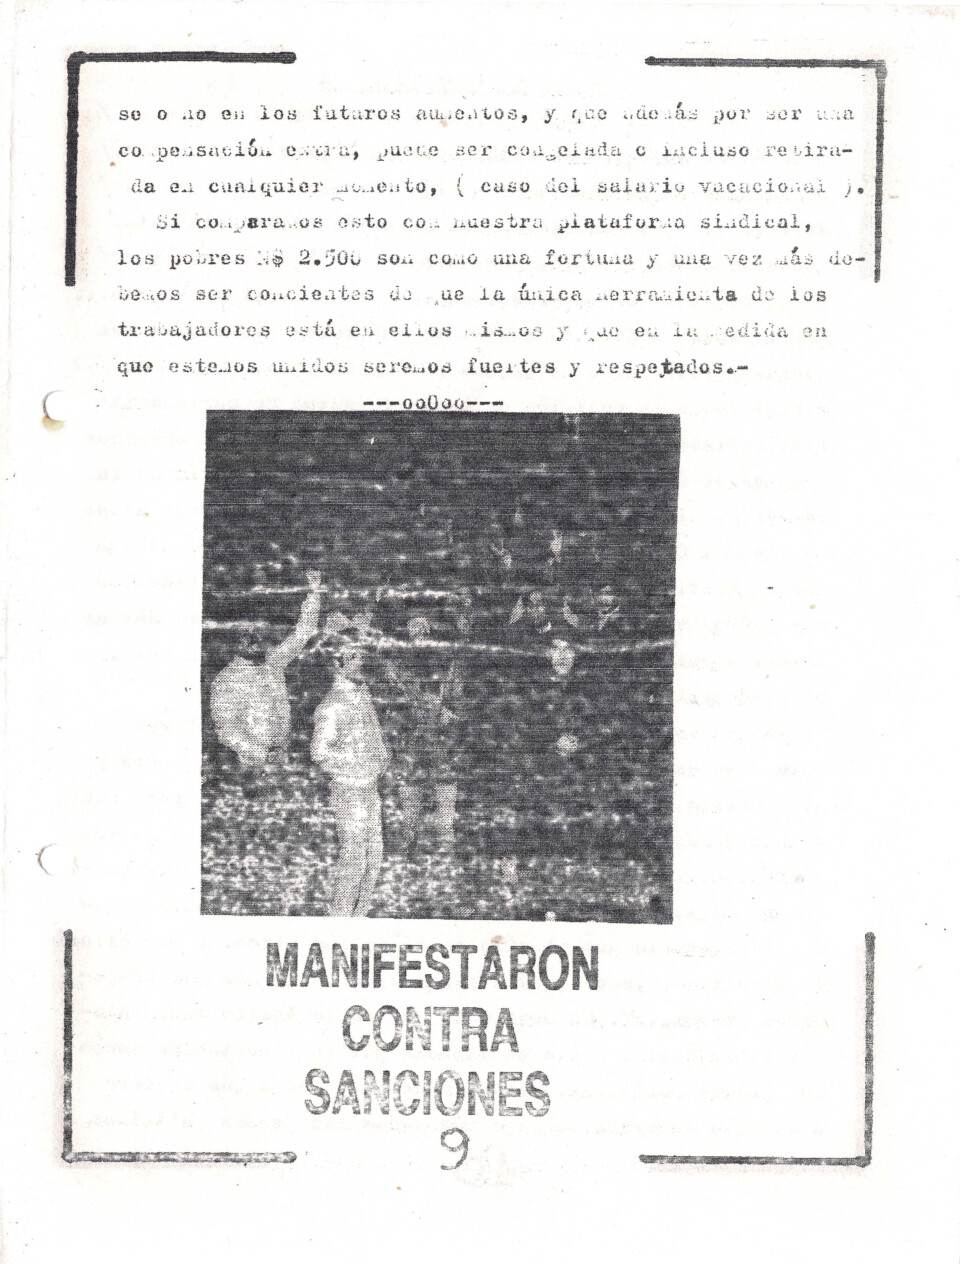 se o no en los futuros aumentos, y que además por ser una
compensación extra, puede ser congelada o incluso retira-
da en cualquier momento, ( caso del salario vacacional ).
Si comparamos esto con nuestra plataforma sindical,
los pobres N$ 2.500 son como una fortuna y una vez más de-
bemos ser concientes de que la única herramienta de los
trabajadores está en ellos mismos y que en la medida en
que estemos unidos seremos fuertes y respetados.-
---ooOoo---
MANIFESTARON
CONTRA
SANCIONES
9